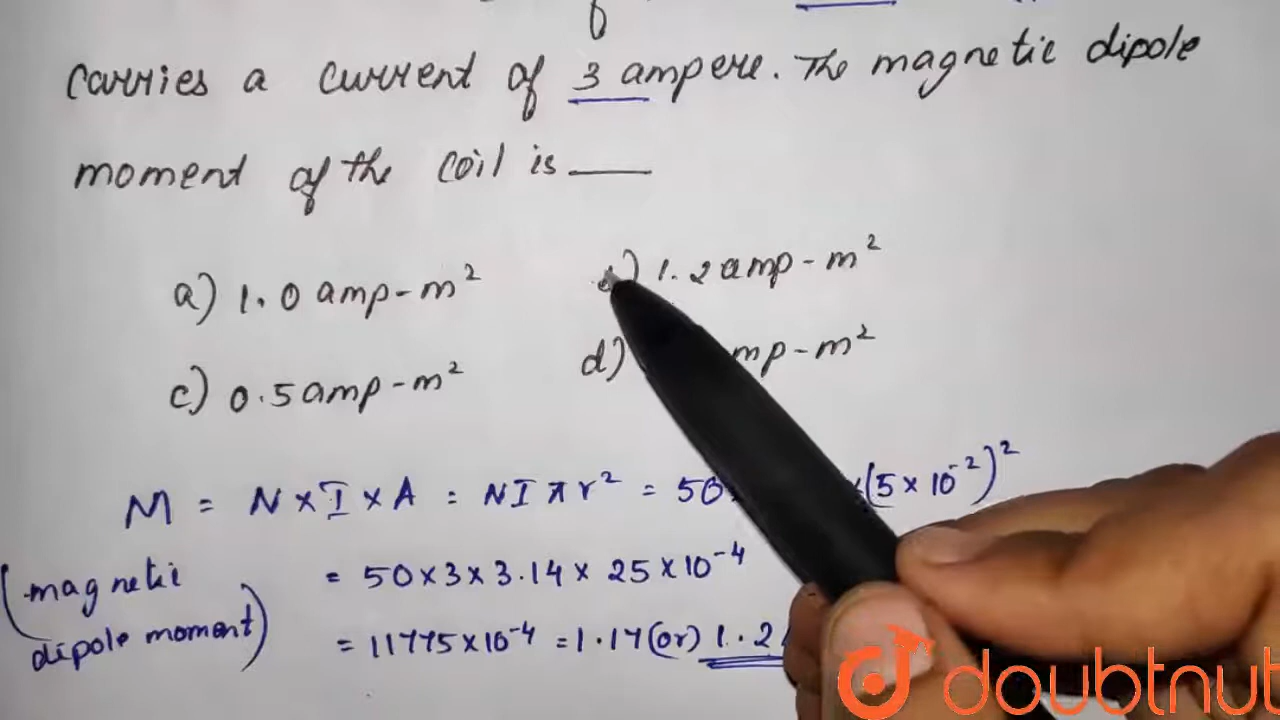 carries a current of 3 ampere. The magnetic dipole
moment of the coil is ___
a) 1.0 amp-m² ) 1.2 amp-m²
c) 0.5 amp-m² d) mp-m²
M = N × I × A = NIπr² = 50 (5×10⁻²)²
(magnetic = 50×3×3.14×25×10⁻⁴
dipole moment) = 11775×10⁻⁴ = 1.17 (or) 1.2
doubtnut